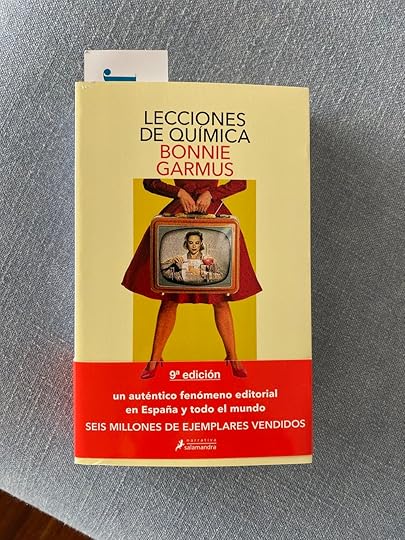 LECCIONES
DE QUÍMICA
BONNIE
GARMUS
9ª edición
un auténtico fenómeno editorial
en España y todo el mundo
SEIS MILLONES DE EJEMPLARES VENDIDOS
narrativa
salamandra